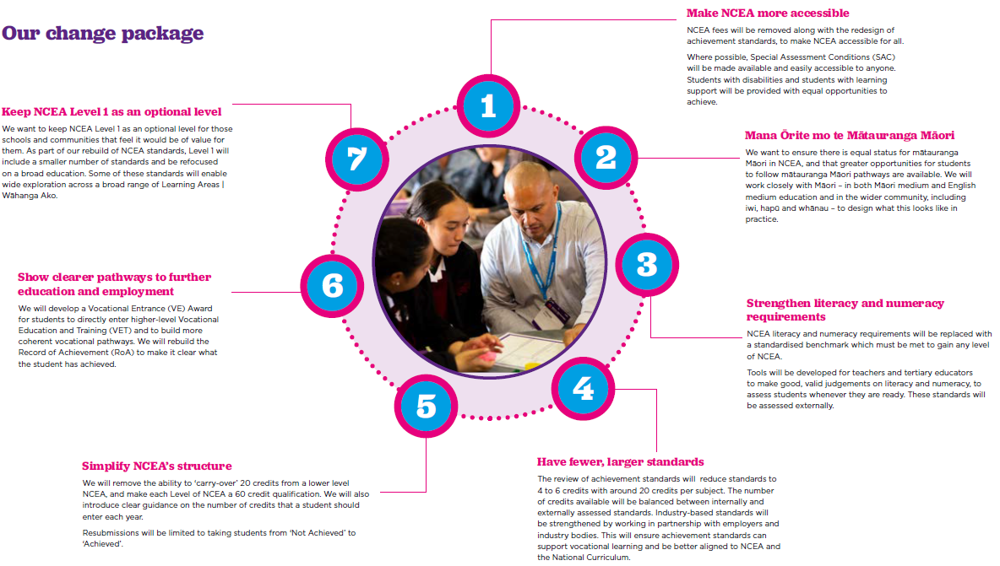 Our change package
1
Make NCEA more accessible
NCEA fees will be removed along with the redesign of
achievement standards, to make NCEA accessible for all.
Where possible, Special Assessment Conditions (SAC)
will be made available and easily accessible to anyone.
Students with disabilities and students with learning
support will be provided with equal opportunities to
achieve.
2
Mana Ōrite mo te Mātauranga Māori
We want to ensure there is equal status for mātauranga
Māori in NCEA, and that greater opportunities for students
to follow mātauranga Māori pathways are available. We will
work closely with Māori – in both Māori medium and English
medium education and in the wider community, including
iwi, hapū and whānau – to design what this looks like in
practice.
3
Strengthen literacy and numeracy
requirements
NCEA literacy and numeracy requirements will be replaced with
a standardised benchmark which must be met to gain any level
of NCEA.
Tools will be developed for teachers and tertiary educators
to make good, valid judgements on literacy and numeracy, to
assess students whenever they are ready. These standards will
be assessed externally.
4
Have fewer, larger standards
The review of achievement standards will reduce standards to
4 to 6 credits with around 20 credits per subject. The number
of credits available will be balanced between internally and
externally assessed standards. Industry-based standards will
be strengthened by working in partnership with employers and
industry bodies. This will ensure achievement standards can
support vocational learning and be better aligned to NCEA and
the National Curriculum.
5
Simplify NCEA's structure
We will remove the ability to ‘carry-over’ 20 credits from a lower level
NCEA, and make each Level of NCEA a 60 credit qualification. We will also
introduce clear guidance on the number of credits that a student should
enter each year.
Resubmissions will be limited to taking students from ‘Not Achieved’ to
‘Achieved’.
6
Show clearer pathways to further
education and employment
We will develop a Vocational Entrance (VE) Award
for students to directly enter higher-level Vocational
Education and Training (VET) and to build more
coherent vocational pathways. We will rebuild the
Record of Achievement (RoA) to make it clear what
the student has achieved.
7
Keep NCEA Level 1 as an optional level
We want to keep NCEA Level 1 as an optional level for those
schools and communities that feel it would be of value for
them. As part of our rebuild of NCEA standards, Level 1 will
include a smaller number of standards and be refocused
on a broad education. Some of these standards will enable
wide exploration across a broad range of Learning Areas |
Wāhanga Ako.